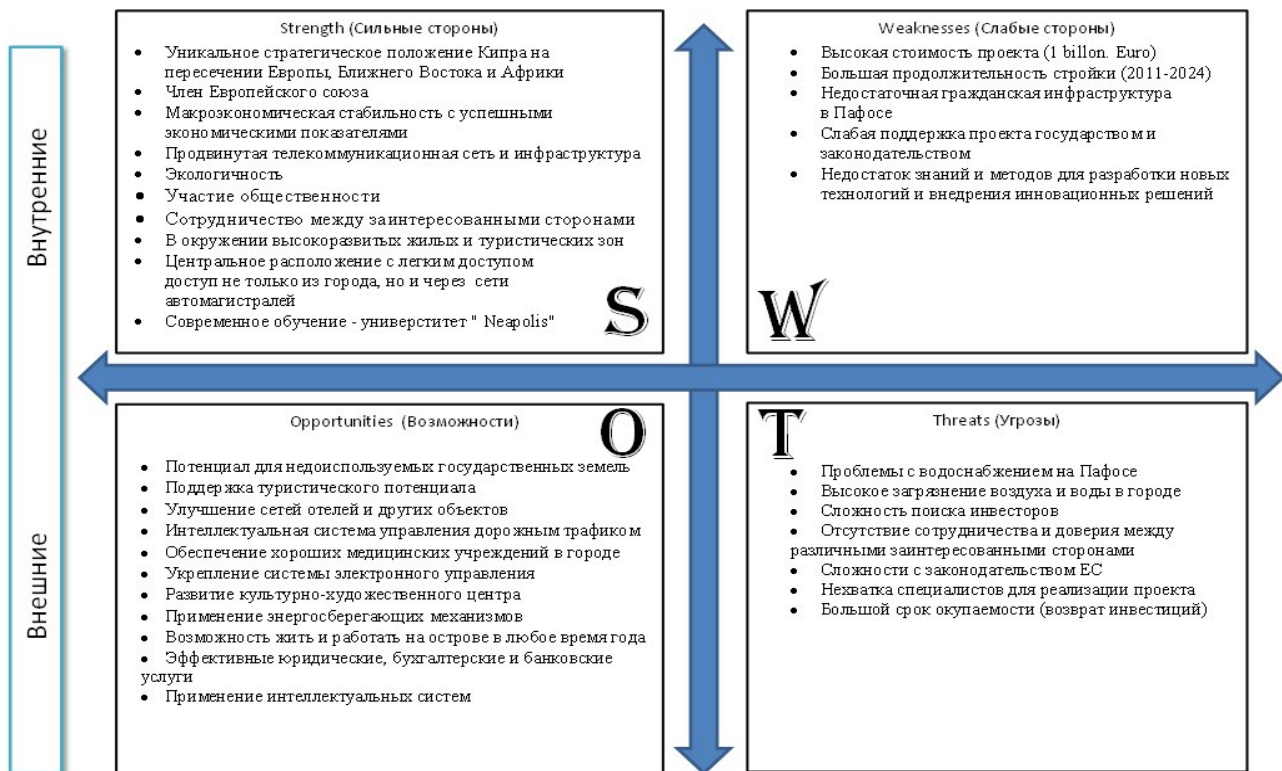 Внутренние
Внешние
Strength (Сильные стороны)
• Уникальное стратегическое положение Кипра на
пересечении Европы, Ближнего Востока и Африки
• Член Европейского союза
• Макроэкономическая стабильность с успешными
экономическими показателями
• Продвинутая телекоммуникационная сеть и инфраструктура
• Экологичность
• Участие общественности
• Сотрудничество между заинтересованными сторонами
• В окружении высокоразвитых жилых и туристических зон
• Центральное расположение с легким доступом
доступ не только из города, но и через сети
автомагистралей
• Современное обучение - универститет " Neapolis"
S
Weaknesses (Слабые стороны)
• Высокая стоимость проекта (1 billon. Euro)
• Большая продолжительность стройки (2011-2024)
• Недостаточная гражданская инфраструктура
в Пафосе
• Слабая поддержка проекта государством и
законодательством
• Недостаток знаний и методов для разработки новых
технологий и внедрения инновационных решений
W
Opportunities (Возможности)
O
• Потенциал для недоиспользуемых государственных земель
• Поддержка туристического потенциала
• Улучшение сетей отелей и других объектов
• Интеллектуальная система управления дорожным трафиком
• Обеспечение хороших медицинских учреждений в городе
• Укрепление системы электронного управления
• Развитие культурно-художественного центра
• Применение энергосберегающих механизмов
• Возможность жить и работать на острове в любое время года
• Эффективные юридические, бухгалтерские и банковские
услуги
• Применение интеллектуальных систем
T
Threats (Угрозы)
• Проблемы с водоснабжением на Пафосе
• Высокое загрязнение воздуха и воды в городе
• Сложность поиска инвесторов
• Отсутствие сотрудничества и доверия между
различными заинтересованными сторонами
• Сложности с законодательством ЕС
• Нехватка специалистов для реализации проекта
• Большой срок окупаемости (возврат инвестиций)